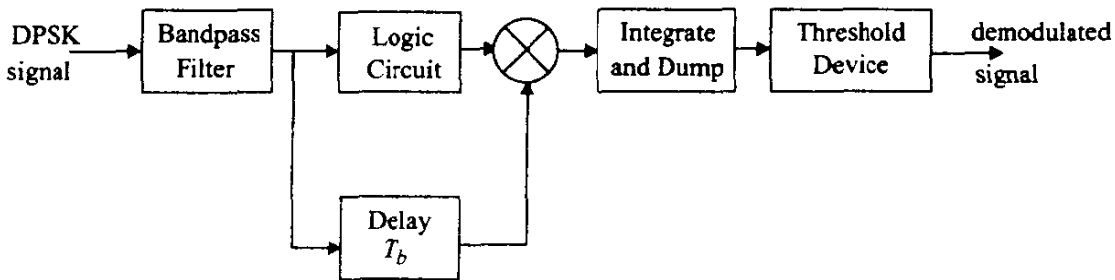 DPSK
signal
Bandpass
Filter
Logic
Circuit
Integrate
and Dump
Threshold
Device
demodulated
signal
Delay
T_b